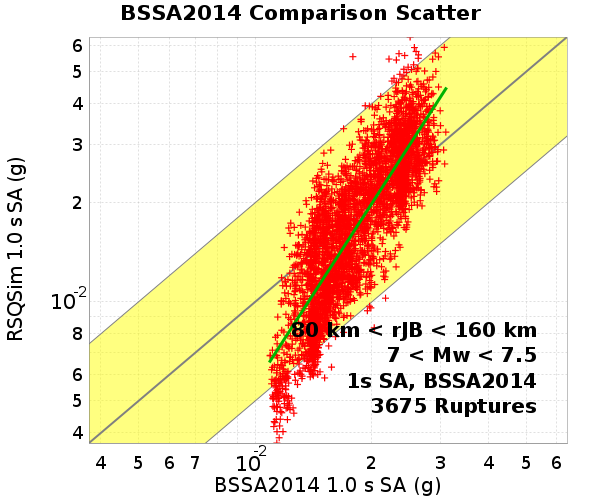 BSSA2014 Comparison Scatter
RSQSim 1.0 s SA (g)
6
5
4
3
2
10⁻²
8
6
5
4
80 km < rJB < 160 km
7 < Mw < 7.5
1s SA, BSSA2014
3675 Ruptures
4 5 6 7 10⁻² 2 3 4 5 6
BSSA2014 1.0 s SA (g)